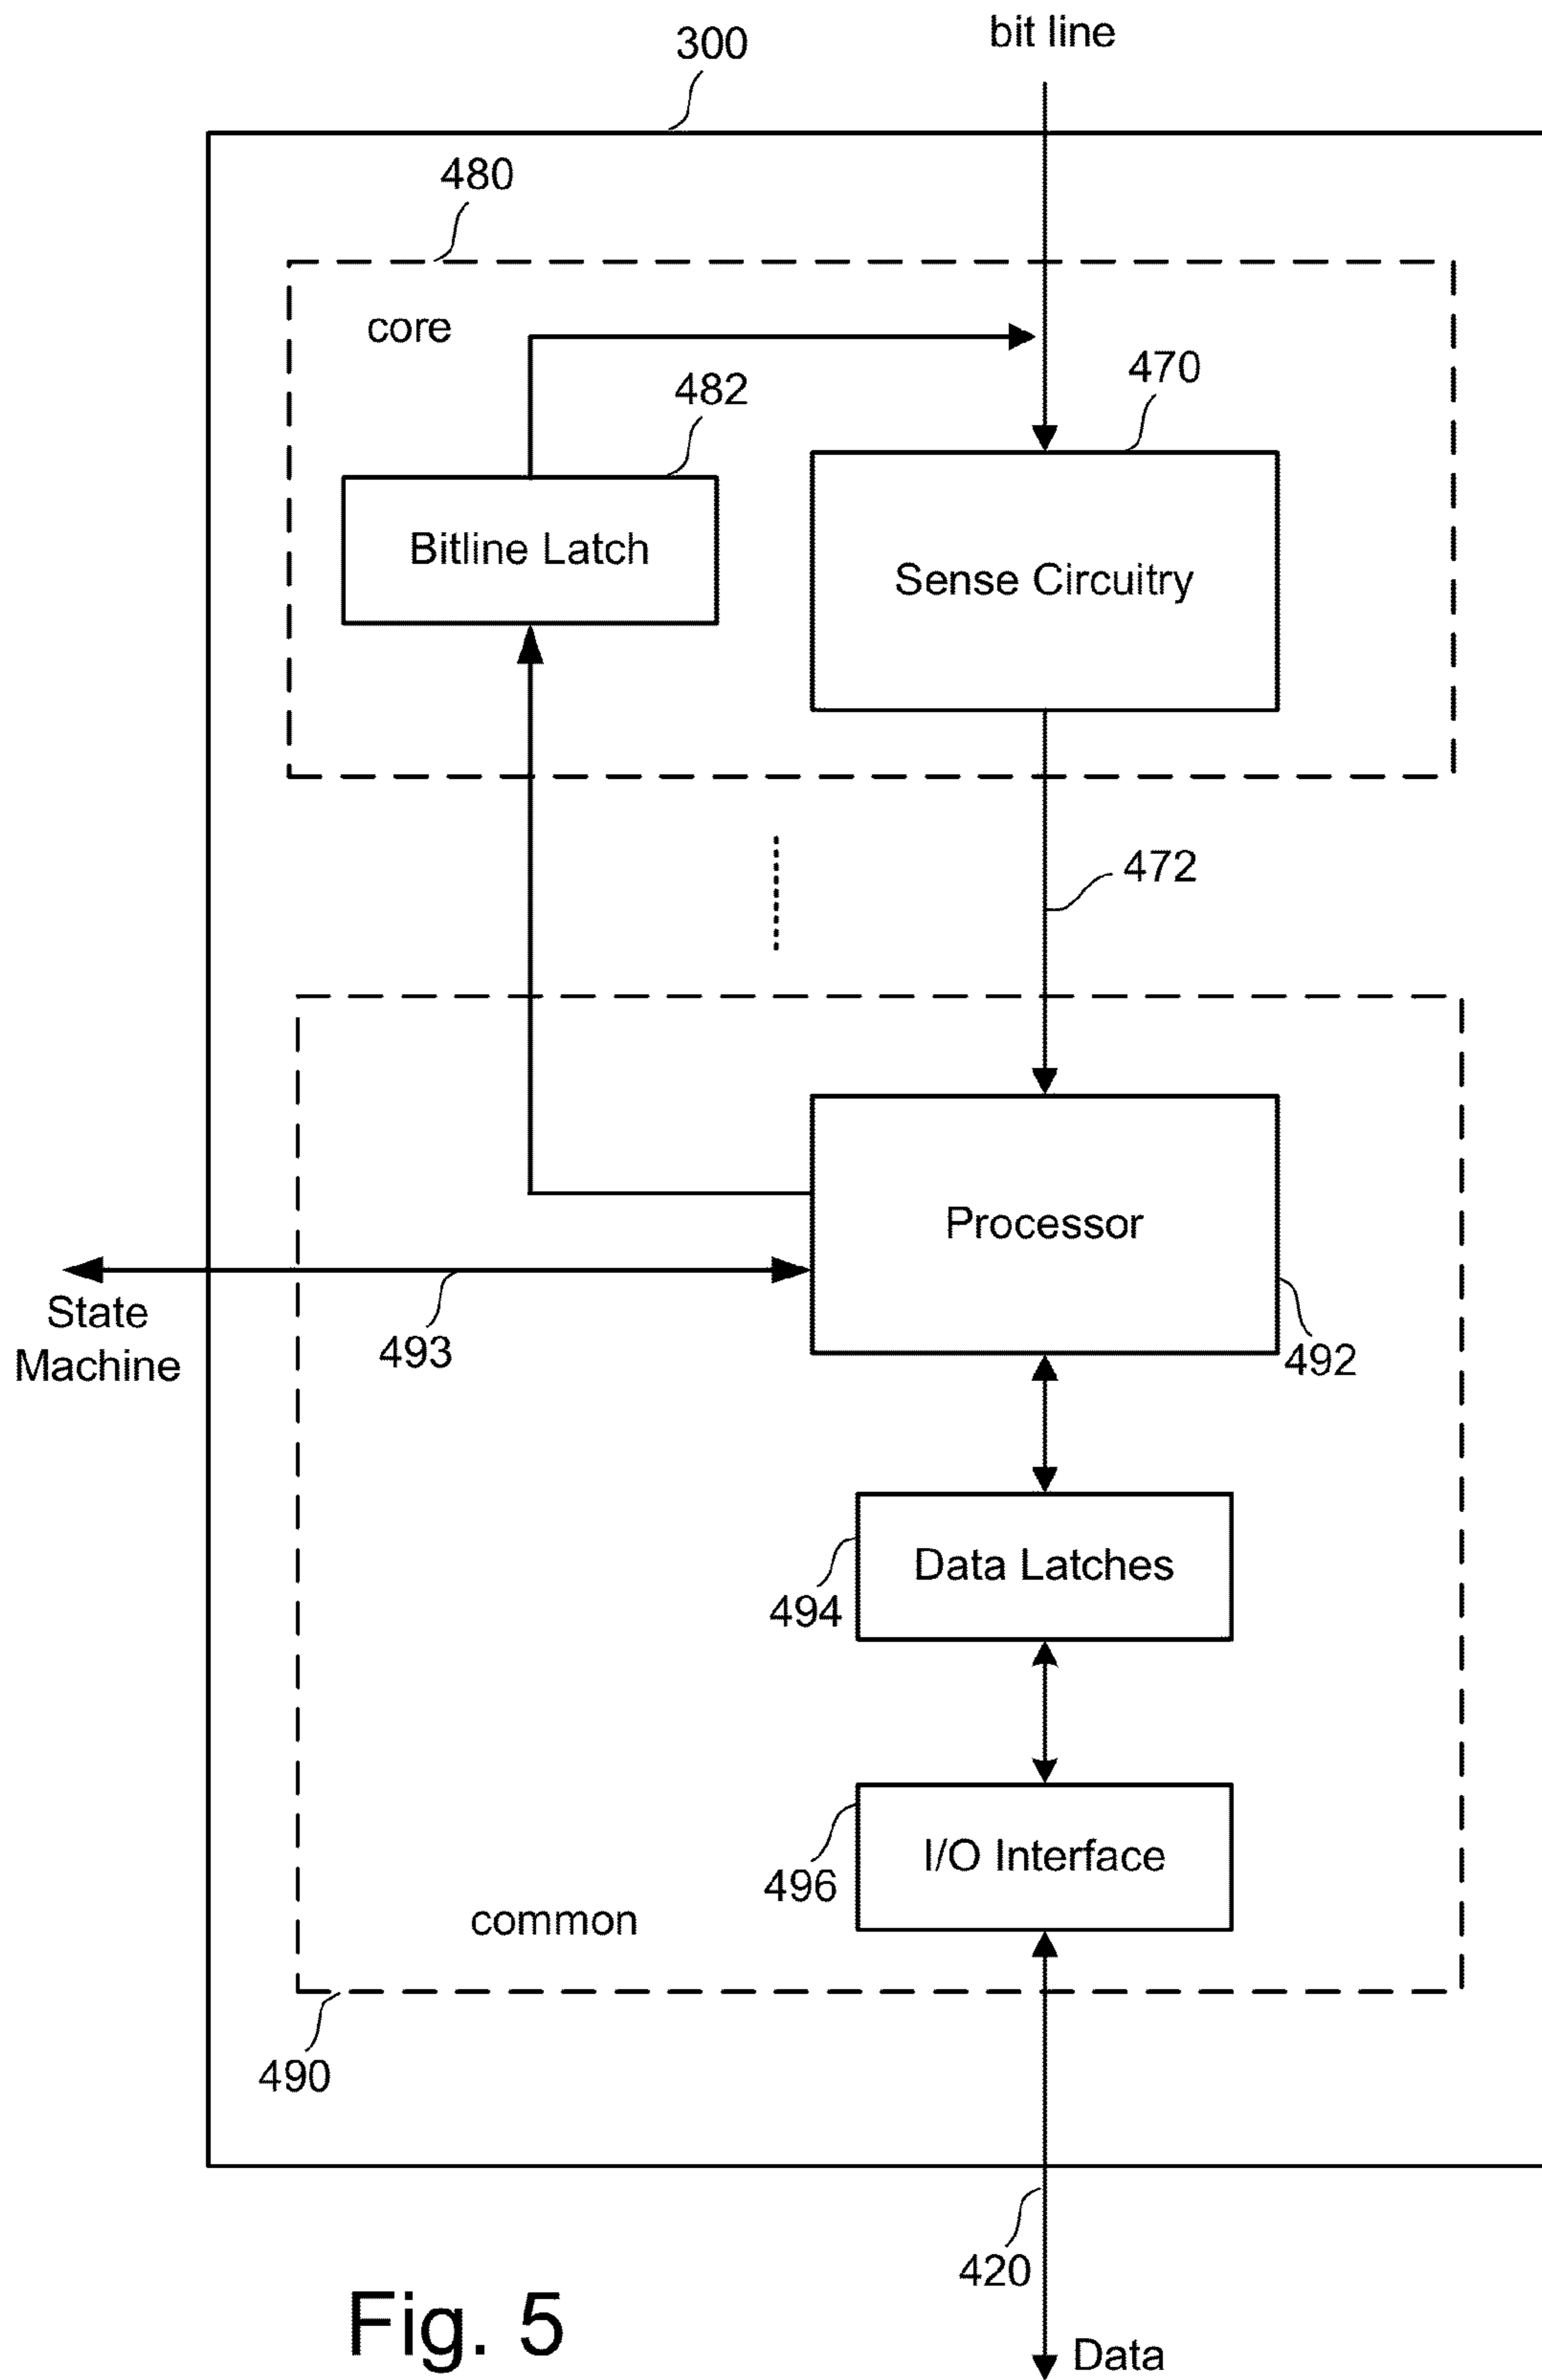 bit line
300
480
core
470
482
Bitline Latch
Sense Circuitry
472
Processor
State
Machine
493
492
Data Latches
494
I/O Interface
496
common
490
420
Fig. 5
Data